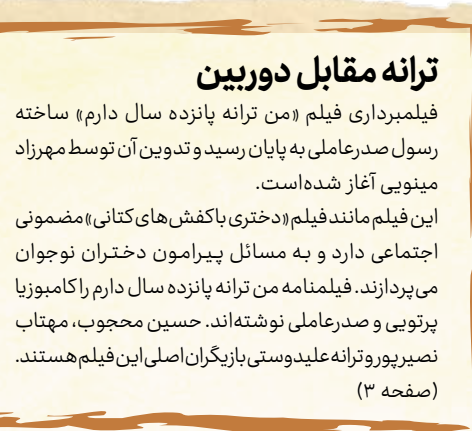 ترانه مقابل دوربین
فیلمبرداری فیلم «من ترانه پانزده سال دارم» ساخته
رسول صدرعاملی به پایان رسید و تدوین آن توسط مهرزاد
مینویی آغاز شده‌است.
این فیلم مانند فیلم «دختری با کفش‌های کتانی» مضمونی
اجتماعی دارد و به مسائل پیرامون دختران نوجوان
می‌پردازند. فیلمنامه من ترانه پانزده سال دارم را کامبوزیا
پرتویی و صدرعاملی نوشته‌اند. حسین محجوب، مهتاب
نصیرپور و ترانه علیدوستی بازیگران اصلی این فیلم هستند.
(صفحه ۳)